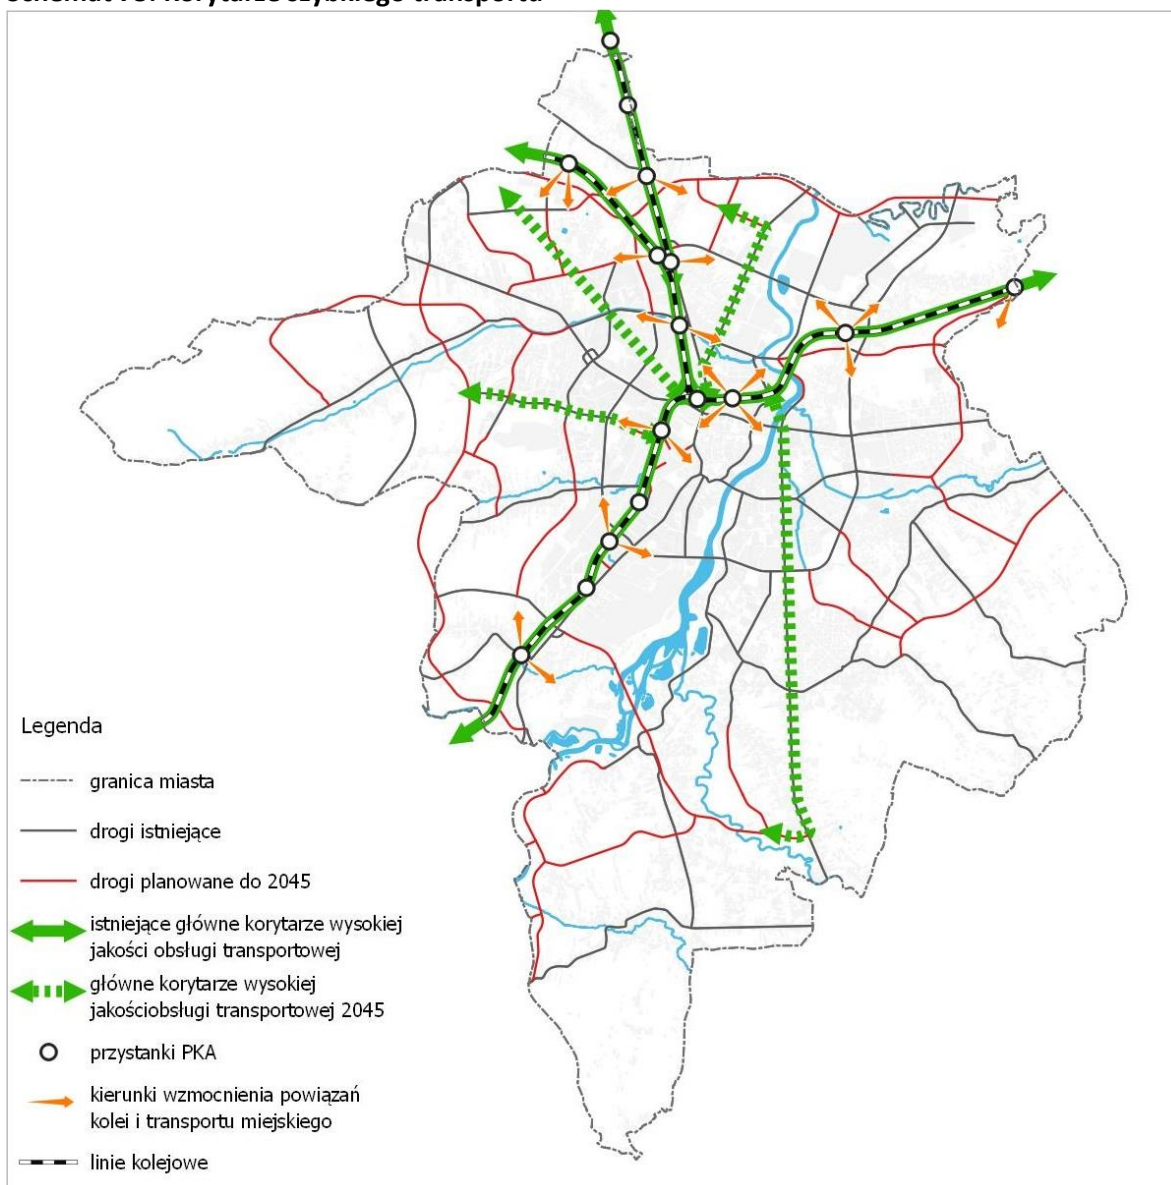 Legenda
granica miasta
drogi istniejące
drogi planowane do 2045
istniejące główne korytarze wysokiej
jakości obsługi transportowej
główne korytarze wysokiej
jakościobsługi transportowej 2045
przystanki PKA
kierunki wzmocnienia powiązań
kolei i transportu miejskiego
linie kolejowe